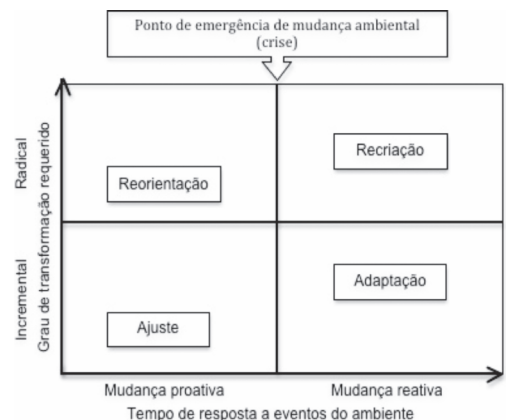 Ponto de emergência de mudança ambiental
(crise)
Radical
Grau de transformação requerido
Incremental
Recriação
Reorientação
Adaptação
Ajuste
Mudança proativa
Mudança reativa
Tempo de resposta a eventos do ambiente